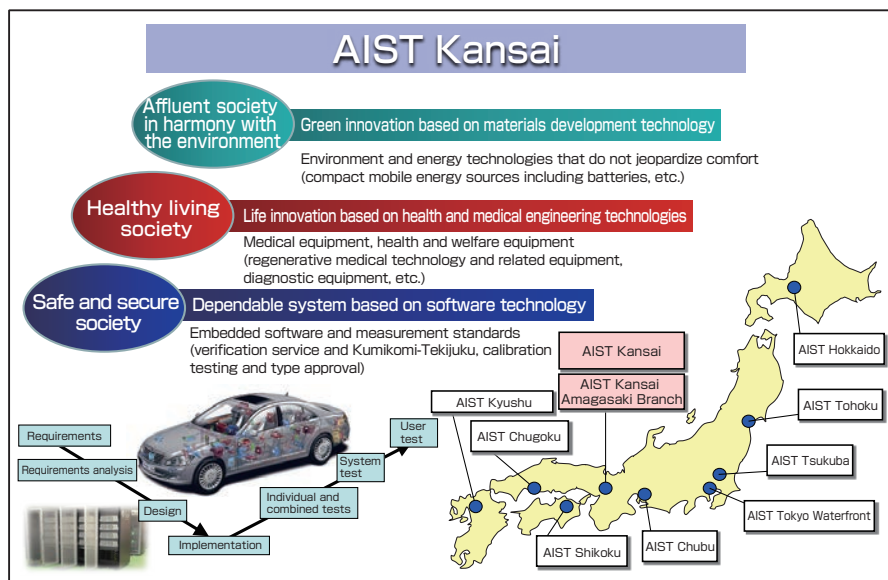 AIST Kansai
Affluent society
in harmony with
the environment
Green innovation based on materials development technology
Environment and energy technologies that do not jeopardize comfort
(compact mobile energy sources including batteries, etc.)
Healthy living
society
Life innovation based on health and medical engineering technologies
Medical equipment, health and welfare equipment
(regenerative medical technology and related equipment,
diagnostic equipment, etc.)
Safe and secure
society
Dependable system based on software technology
Embedded software and measurement standards
(verification service and Kumikomi-Tekijuku, calibration
testing and type approval)
Requirements
Requirements analysis
Design
Implementation
Individual and
combined tests
System
test
User
test
AIST Kansai
AIST Kansai
Amagasaki Branch
AIST Kyushu
AIST Chugoku
AIST Shikoku
AIST Chubu
AIST Tokyo Waterfront
AIST Tsukuba
AIST Tohoku
AIST Hokkaido